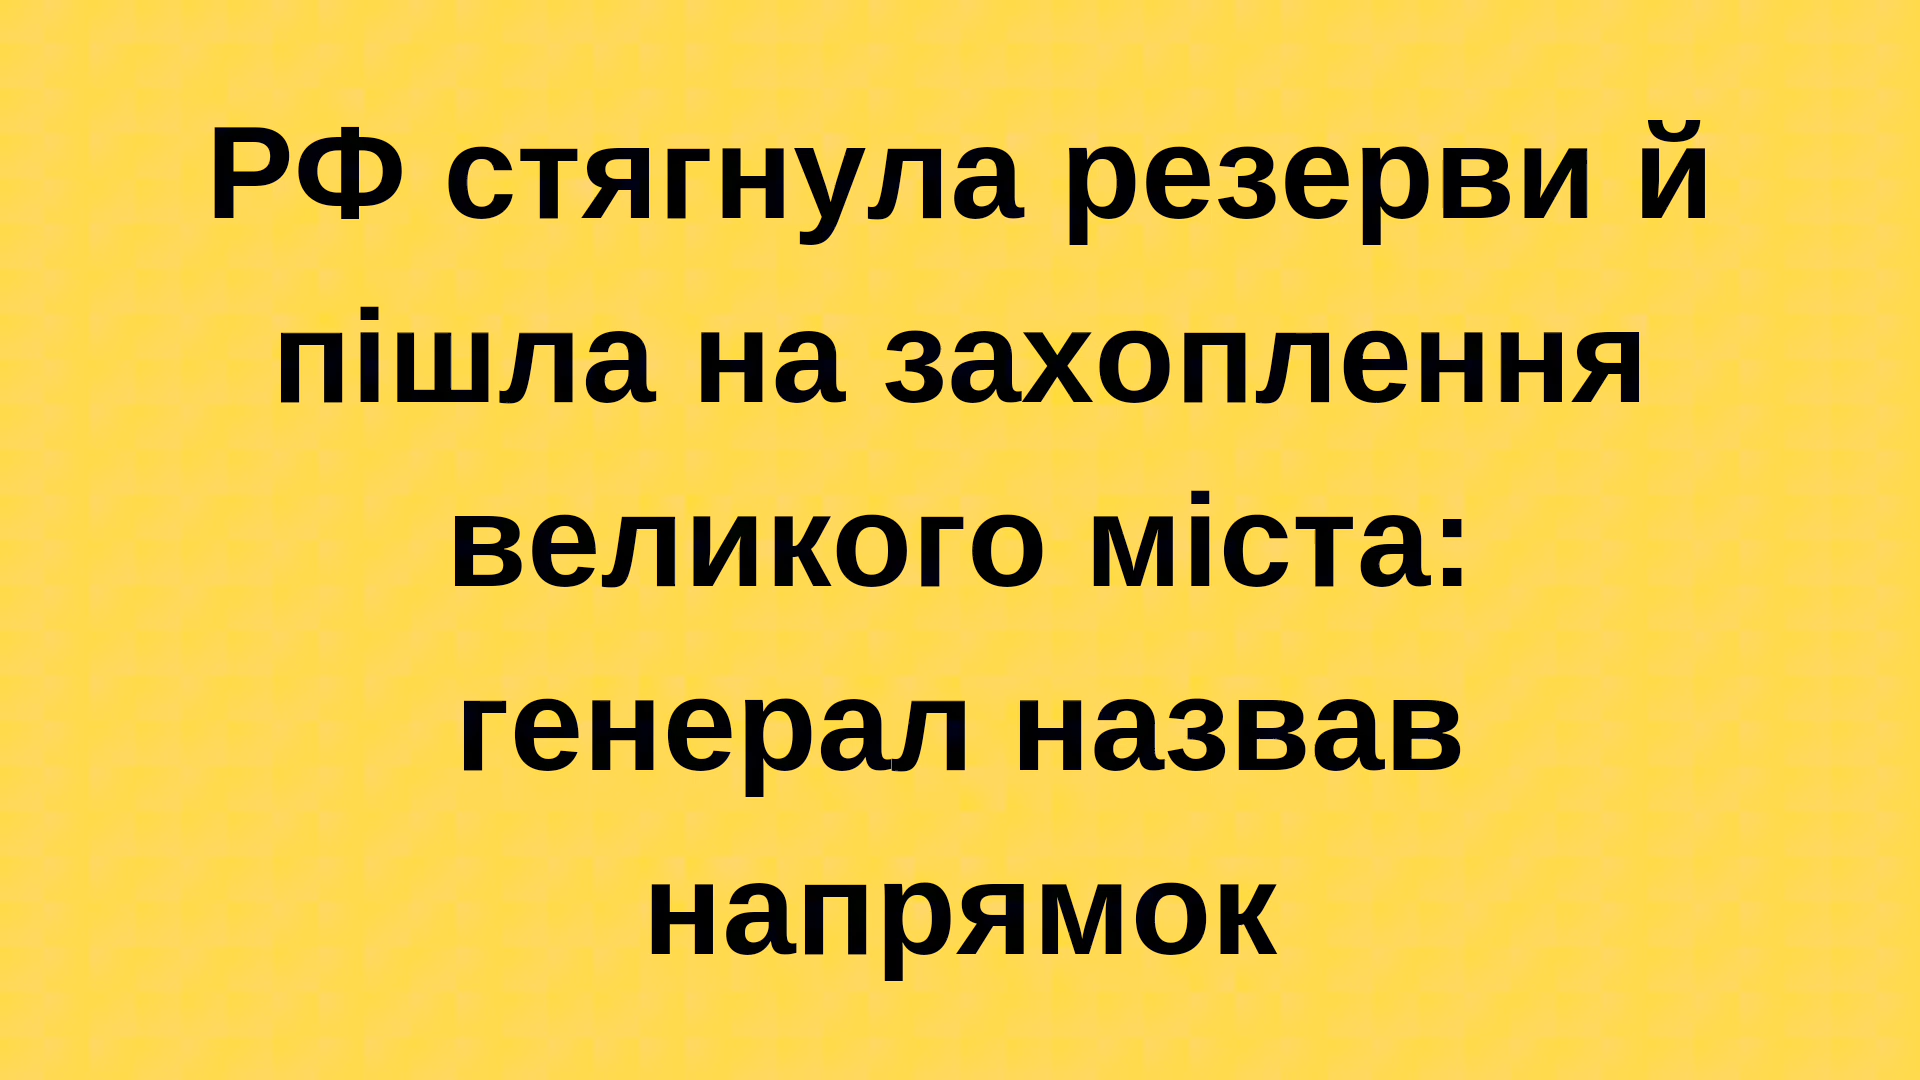 РФ стягнула резерви й
пішла на захоплення
великого міста:
генерал назвав
напрямок